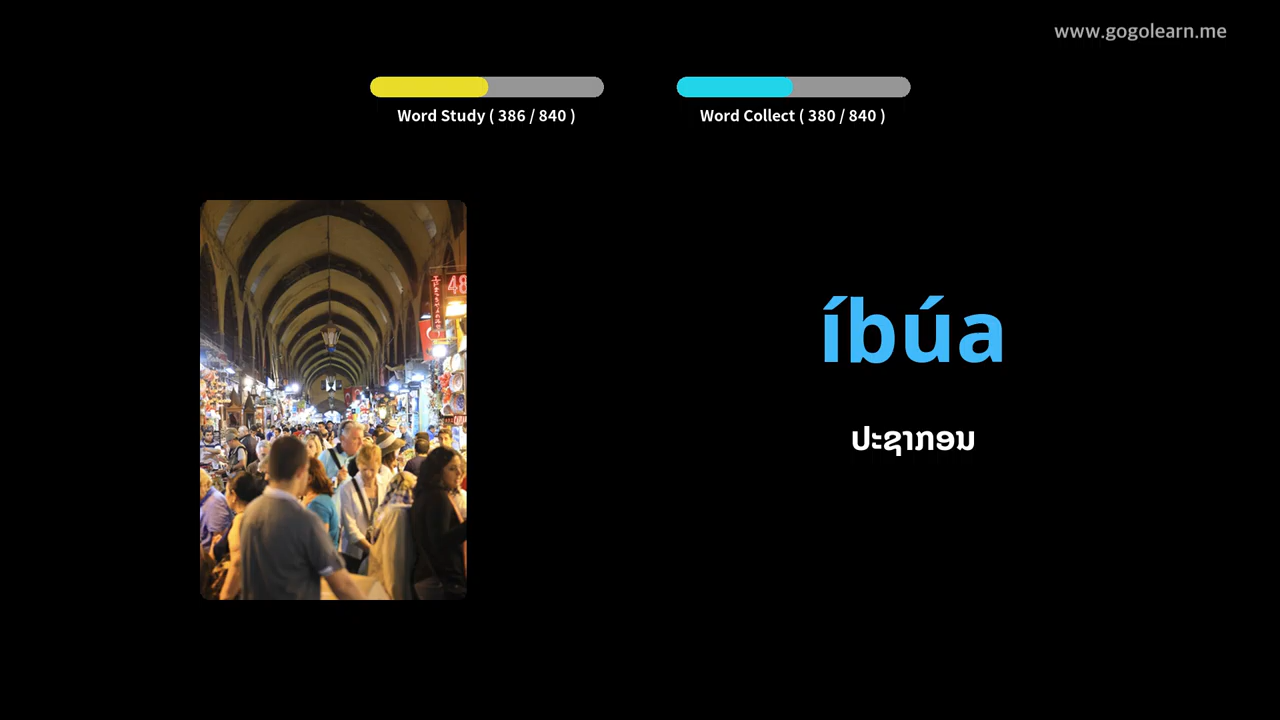 www.gogolearn.me
Word Study ( 386 / 840 )
Word Collect ( 380 / 840 )
48
íbúa
ປະຊາກອນ